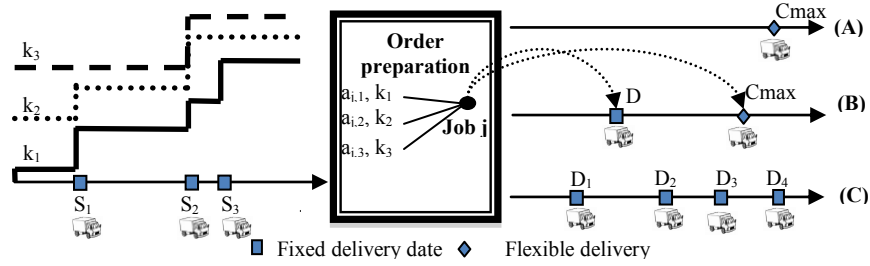 k3
k2
k1
S1
S2
S3
Order
preparation
ai,1, k1
ai,2, k2
ai,3, k3
Job j
Cmax
(A)
D
Cmax
(B)
D1
D2
D3
D4
(C)
Fixed delivery date
Flexible delivery